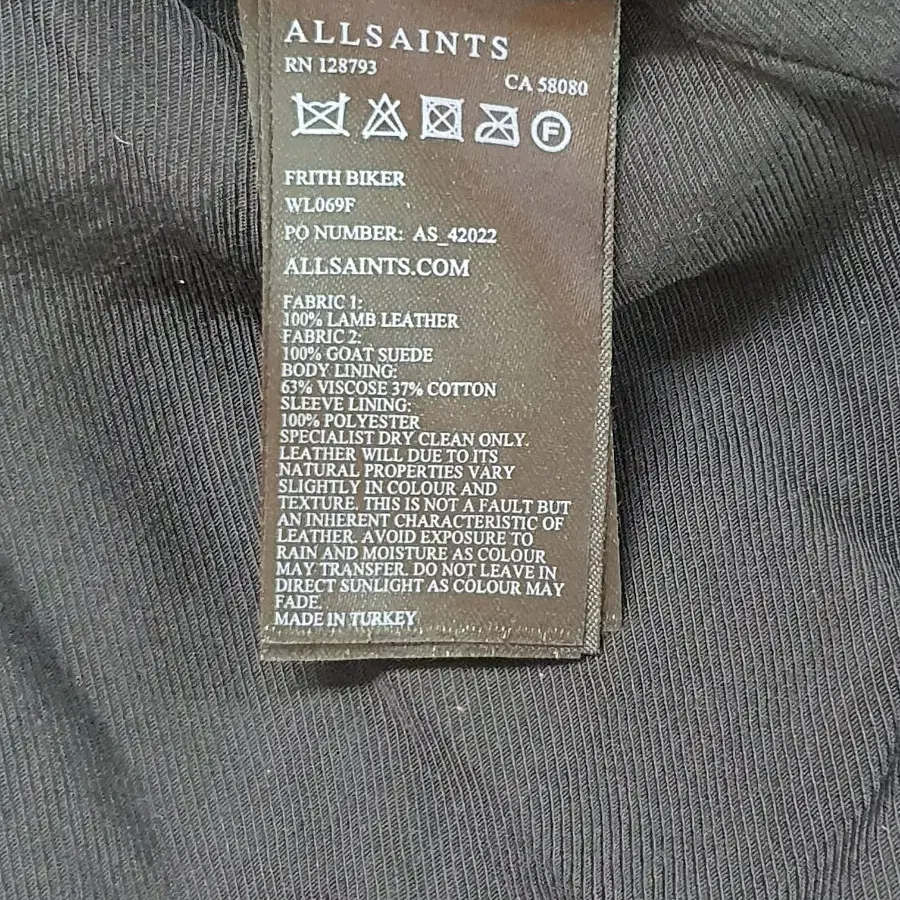 ALLSAINTS
RN 128793
CA 58080
F
FRITH BIKER
WL069F
PO NUMBER: AS_42022
ALLSAINTS.COM
FABRIC 1:
100% LAMB LEATHER
FABRIC 2:
100% GOAT SUEDE
BODY LINING:
63% VISCOSE 37% COTTON
SLEEVE LINING:
100% POLYESTER
SPECIALIST DRY CLEAN ONLY.
LEATHER WILL DUE TO ITS
NATURAL PROPERTIES VARY
SLIGHTLY IN COLOUR AND
TEXTURE. THIS IS NOT A FAULT BUT
AN INHERENT CHARACTERISTIC OF
LEATHER. AVOID EXPOSURE TO
RAIN AND MOISTURE AS COLOUR
MAY TRANSFER. DO NOT LEAVE IN
DIRECT SUNLIGHT AS COLOUR MAY
FADE.
MADE IN TURKEY